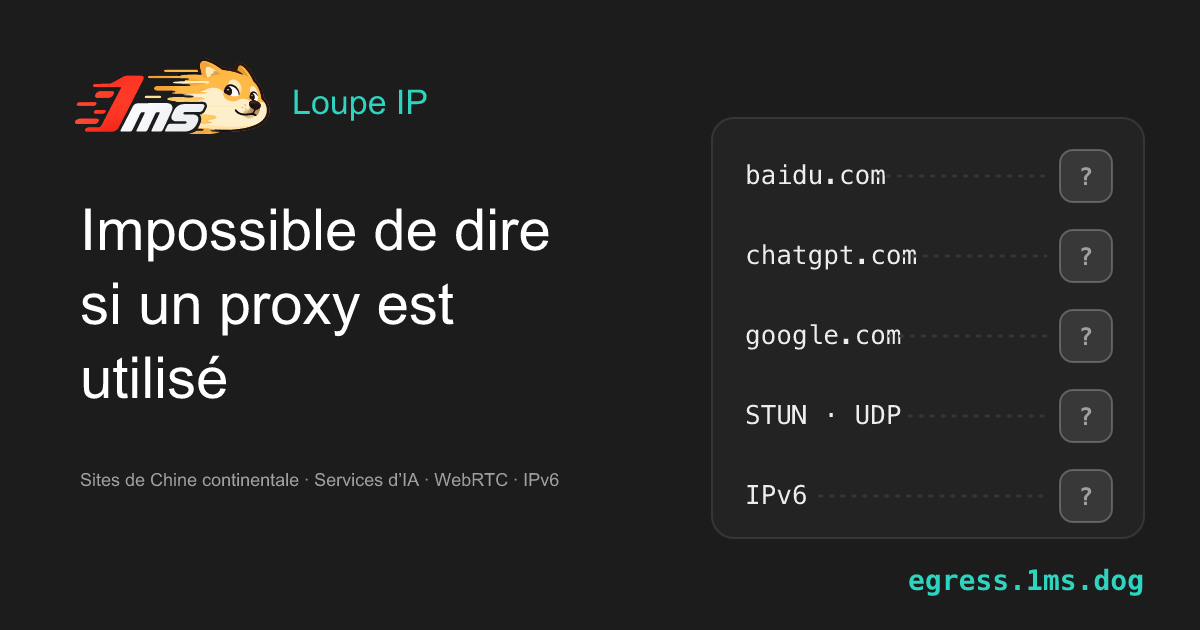 1ms
Loupe IP
Impossible de dire
si un proxy est
utilisé
Sites de Chine continentale · Services d’IA · WebRTC · IPv6
baidu.com ?
chatgpt.com ?
google.com ?
STUN · UDP ?
IPv6 ?
egress.1ms.dog